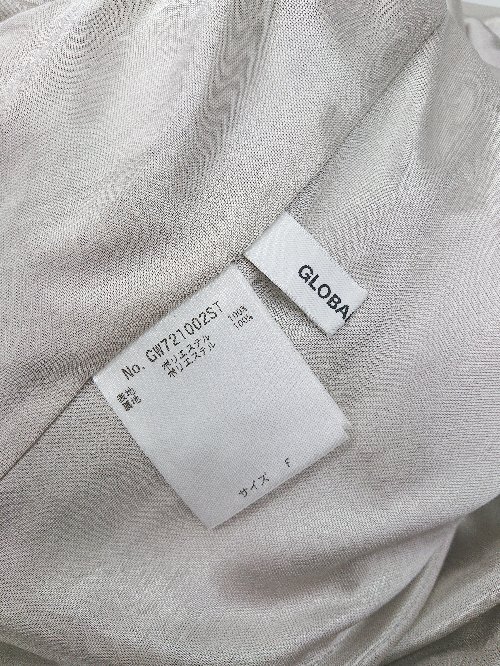 GLOBA
No. GW721002ST
表地 ポリエステル 100%
裏地 ポリエステル 100%
サイズ F